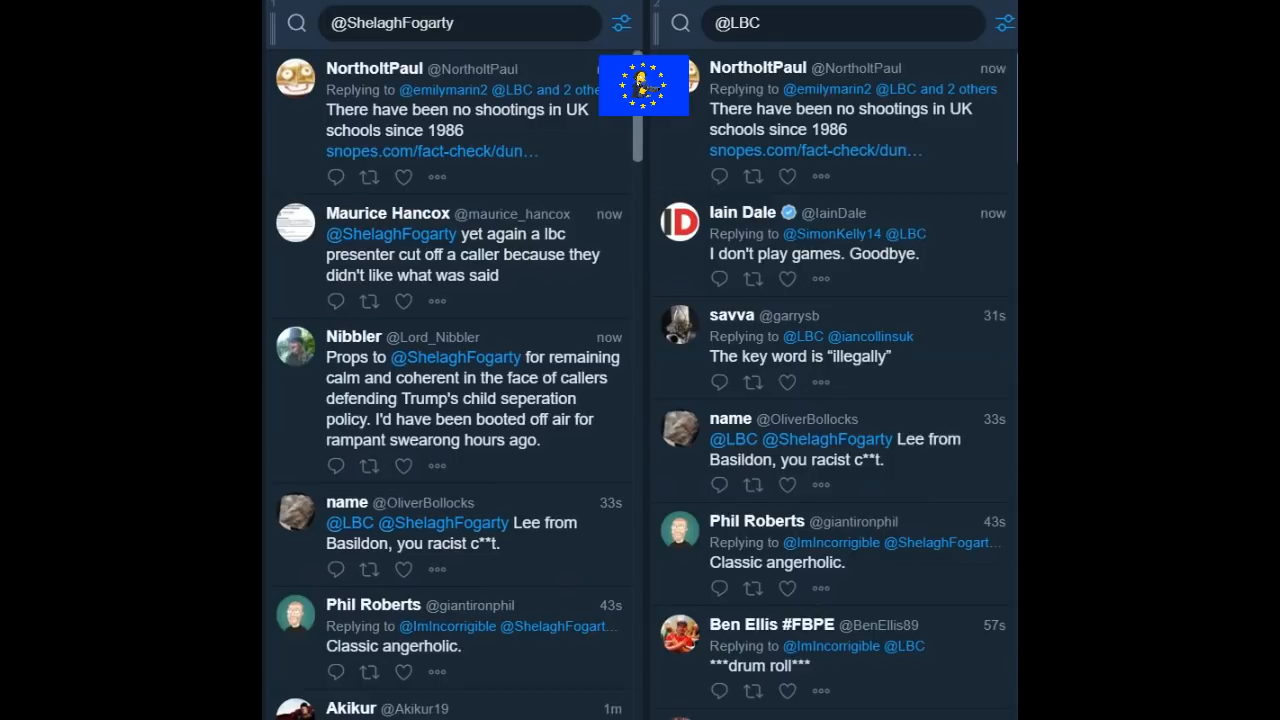 @ShelaghFogarty
NortholtPaul @NortholtPaul
Replying to @emilymarin2 @LBC and 2 othe
There have been no shootings in UK
schools since 1986
snopes.com/fact-check/dun…
Maurice Hancox @maurice_hancox now
@ShelaghFogarty yet again a lbc
presenter cut off a caller because they
didn't like what was said
Nibbler @Lord_Nibbler now
Props to @ShelaghFogarty for remaining
calm and coherent in the face of callers
defending Trump's child seperation
policy. I'd have been booted off air for
rampant swearong hours ago.
name @OliverBollocks 33s
@LBC @ShelaghFogarty Lee from
Basildon, you racist c**t.
Phil Roberts @giantironphil 43s
Replying to @ImIncorrigible @ShelaghFogart…
Classic angerholic.
Akikur @Akikur19 1m
2
@LBC
NortholtPaul @NortholtPaul now
Replying to @emilymarin2 @LBC and 2 others
There have been no shootings in UK
schools since 1986
snopes.com/fact-check/dun…
Iain Dale @IainDale now
Replying to @SimonKelly14 @LBC
I don't play games. Goodbye.
savva @garrysb 31s
Replying to @LBC @iancollinsuk
The key word is “illegally”
name @OliverBollocks 33s
@LBC @ShelaghFogarty Lee from
Basildon, you racist c**t.
Phil Roberts @giantironphil 43s
Replying to @ImIncorrigible @ShelaghFogart…
Classic angerholic.
Ben Ellis #FBPE @BenEllis89 57s
Replying to @ImIncorrigible @LBC
***drum roll***